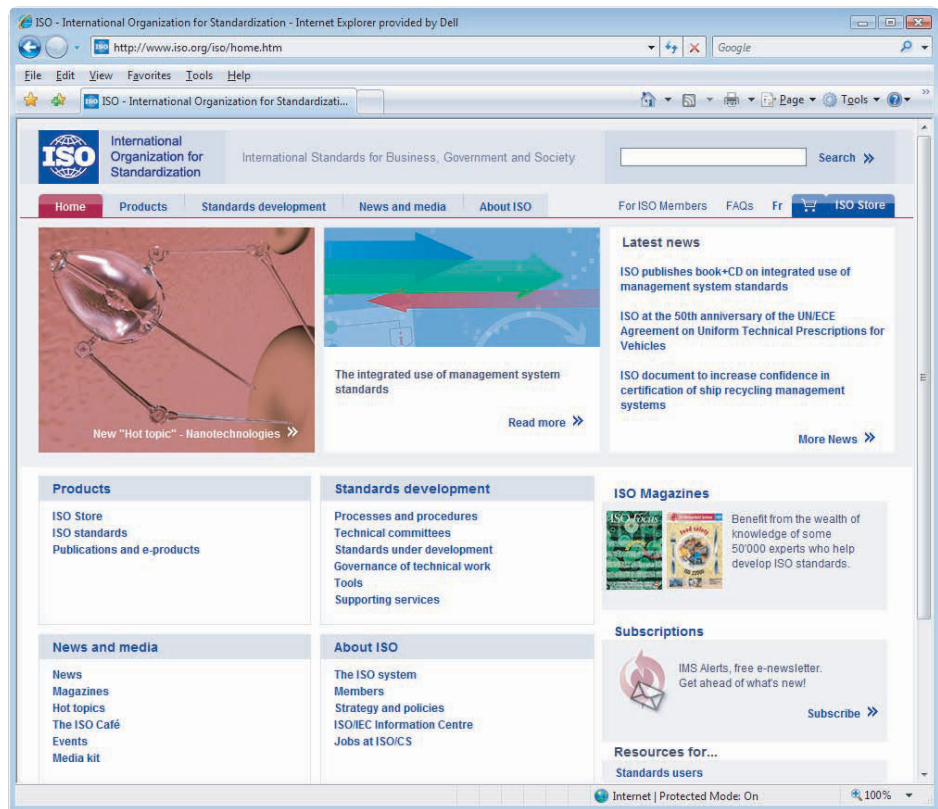 ISO - International Organization for Standardization - Internet Explorer provided by Dell
http://www.iso.org/iso/home.htm
Google
File Edit View Favorites Tools Help
ISO - International Organization for Standardizati...
Page Tools
ISO
International
Organization for
Standardization
International Standards for Business, Government and Society
Search »
Home Products Standards development News and media About ISO
For ISO Members FAQs Fr ISO Store
New "Hot topic" - Nanotechnologies »
The integrated use of management system
standards
Read more »
Latest news
ISO publishes book+CD on integrated use of
management system standards
ISO at the 50th anniversary of the UN/ECE
Agreement on Uniform Technical Prescriptions for
Vehicles
ISO document to increase confidence in
certification of ship recycling management
systems
More News »
Products
ISO Store
ISO standards
Publications and e-products
Standards development
Processes and procedures
Technical committees
Standards under development
Governance of technical work
Tools
Supporting services
ISO Magazines
ISO Focus
food safety
Benefit from the wealth of
knowledge of some
50'000 experts who help
develop ISO standards.
News and media
News
Magazines
Hot topics
The ISO Café
Events
Media kit
About ISO
The ISO system
Members
Strategy and policies
ISO/IEC Information Centre
Jobs at ISO/CS
Subscriptions
IMS Alerts, free e-newsletter.
Get ahead of what's new!
Subscribe »
Resources for...
Standards users
Internet | Protected Mode: On
100%